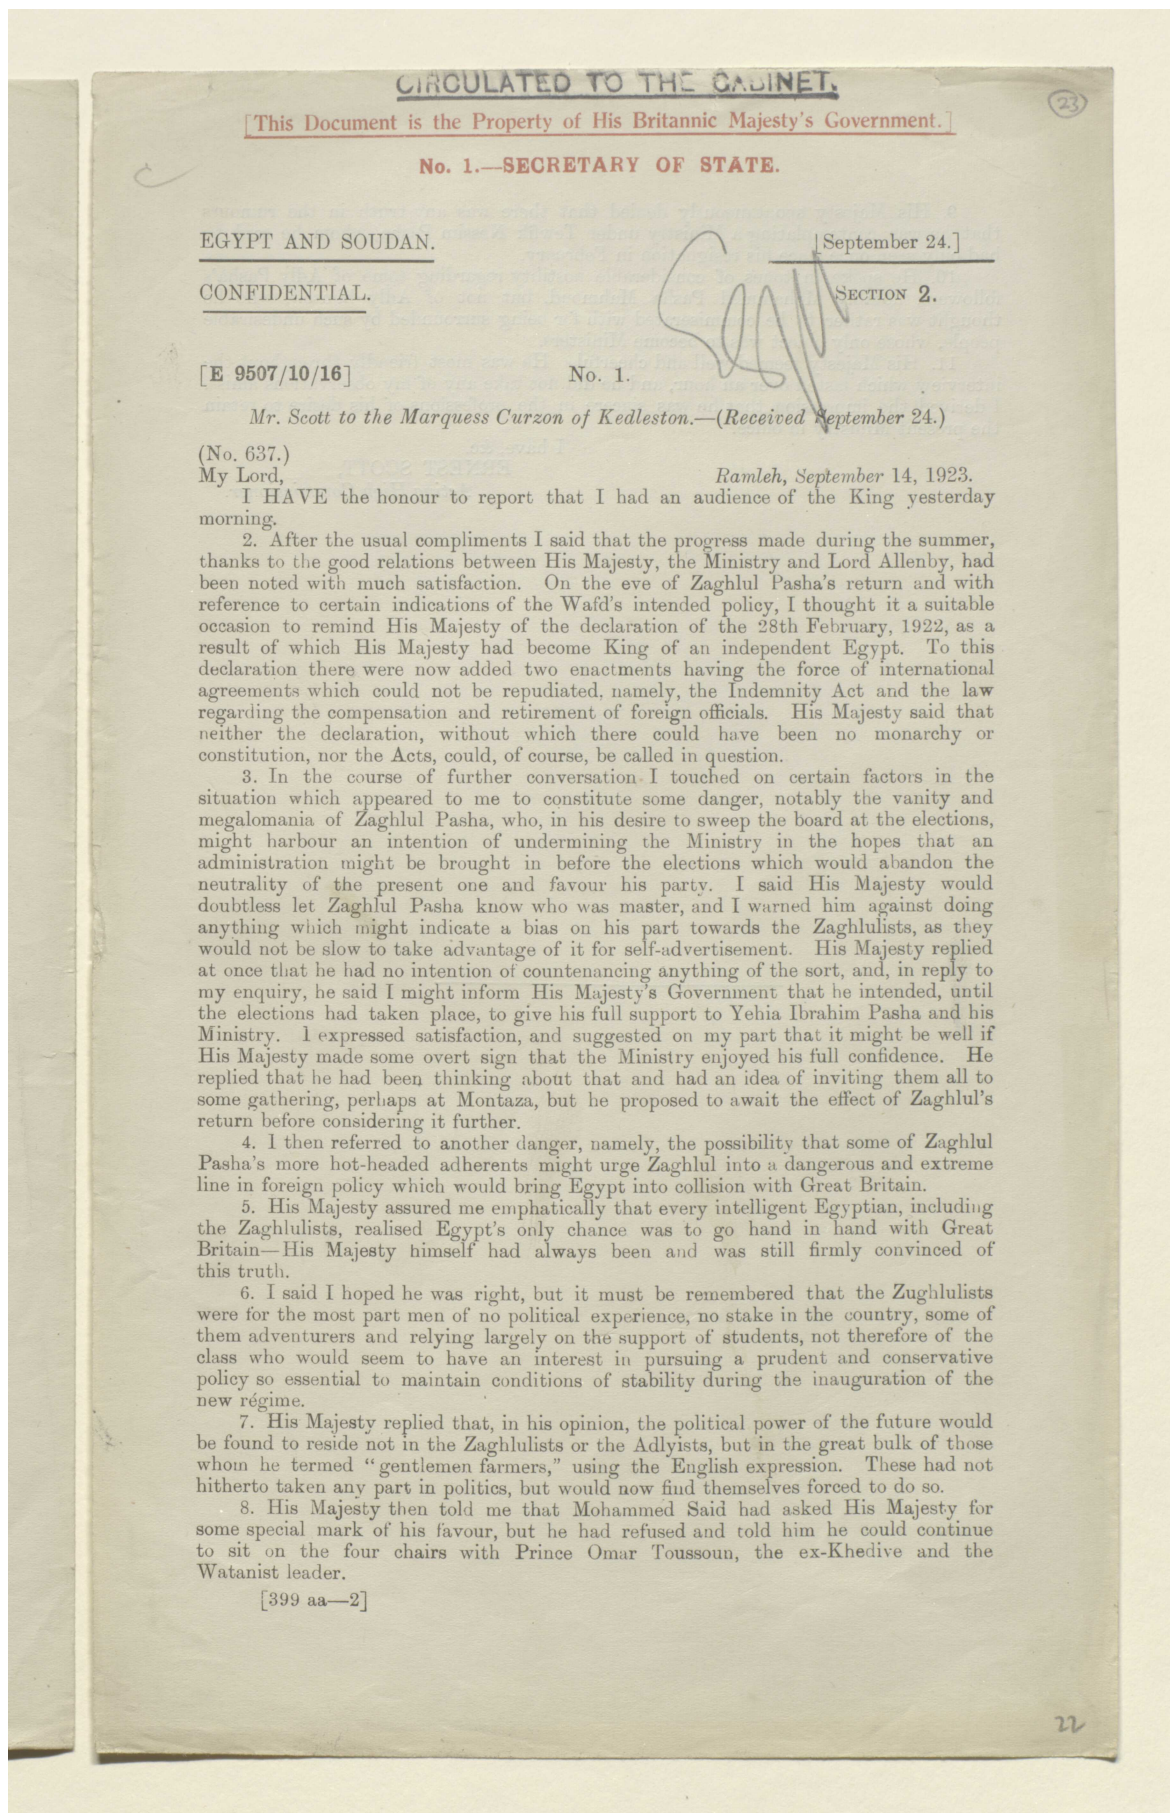 CIRCULATED TO THE CABINET.
23
[This Document is the Property of His Britannic Majesty's Government.]
No. 1.—SECRETARY OF STATE.
EGYPT AND SOUDAN.
[September 24.]
CONFIDENTIAL.
SECTION 2.
Egypt
[E 9507/10/16]
No. 1.
Mr. Scott to the Marquess Curzon of Kedleston.—(Received September 24.)
(No. 637.)
My Lord,
Ramleh, September 14, 1923.
I HAVE the honour to report that I had an audience of the King yesterday
morning.
2. After the usual compliments I said that the progress made during the summer,
thanks to the good relations between His Majesty, the Ministry and Lord Allenby, had
been noted with much satisfaction. On the eve of Zaghlul Pasha's return and with
reference to certain indications of the Wafd's intended policy, I thought it a suitable
occasion to remind His Majesty of the declaration of the 28th February, 1922, as a
result of which His Majesty had become King of an independent Egypt. To this
declaration there were now added two enactments having the force of international
agreements which could not be repudiated, namely, the Indemnity Act and the law
regarding the compensation and retirement of foreign officials. His Majesty said that
neither the declaration, without which there could have been no monarchy or
constitution, nor the Acts, could, of course, be called in question.
3. In the course of further conversation I touched on certain factors in the
situation which appeared to me to constitute some danger, notably the vanity and
megalomania of Zaghlul Pasha, who, in his desire to sweep the board at the elections,
might harbour an intention of undermining the Ministry in the hopes that an
administration might be brought in before the elections which would abandon the
neutrality of the present one and favour his party. I said His Majesty would
doubtless let Zaghlul Pasha know who was master, and I warned him against doing
anything which might indicate a bias on his part towards the Zaghlulists, as they
would not be slow to take advantage of it for self-advertisement. His Majesty replied
at once that he had no intention of countenancing anything of the sort, and, in reply to
my enquiry, he said I might inform His Majesty's Government that he intended, until
the elections had taken place, to give his full support to Yehia Ibrahim Pasha and his
Ministry. I expressed satisfaction, and suggested on my part that it might be well if
His Majesty made some overt sign that the Ministry enjoyed his full confidence. He
replied that he had been thinking about that and had an idea of inviting them all to
some gathering, perhaps at Montaza, but he proposed to await the effect of Zaghlul's
return before considering it further.
4. I then referred to another danger, namely, the possibility that some of Zaghlul
Pasha's more hot-headed adherents might urge Zaghlul into a dangerous and extreme
line in foreign policy which would bring Egypt into collision with Great Britain.
5. His Majesty assured me emphatically that every intelligent Egyptian, including
the Zaghlulists, realised Egypt's only chance was to go hand in hand with Great
Britain—His Majesty himself had always been and was still firmly convinced of
this truth.
6. I said I hoped he was right, but it must be remembered that the Zughlulists
were for the most part men of no political experience, no stake in the country, some of
them adventurers and relying largely on the support of students, not therefore of the
class who would seem to have an interest in pursuing a prudent and conservative
policy so essential to maintain conditions of stability during the inauguration of the
new régime.
7. His Majesty replied that, in his opinion, the political power of the future would
be found to reside not in the Zaghlulists or the Adlyists, but in the great bulk of those
whom he termed "gentlemen farmers," using the English expression. These had not
hitherto taken any part in politics, but would now find themselves forced to do so.
8. His Majesty then told me that Mohammed Said had asked His Majesty for
some special mark of his favour, but he had refused and told him he could continue
to sit on the four chairs with Prince Omar Toussoun, the ex-Khedive and the
Watanist leader.
[399 aa—2]
22